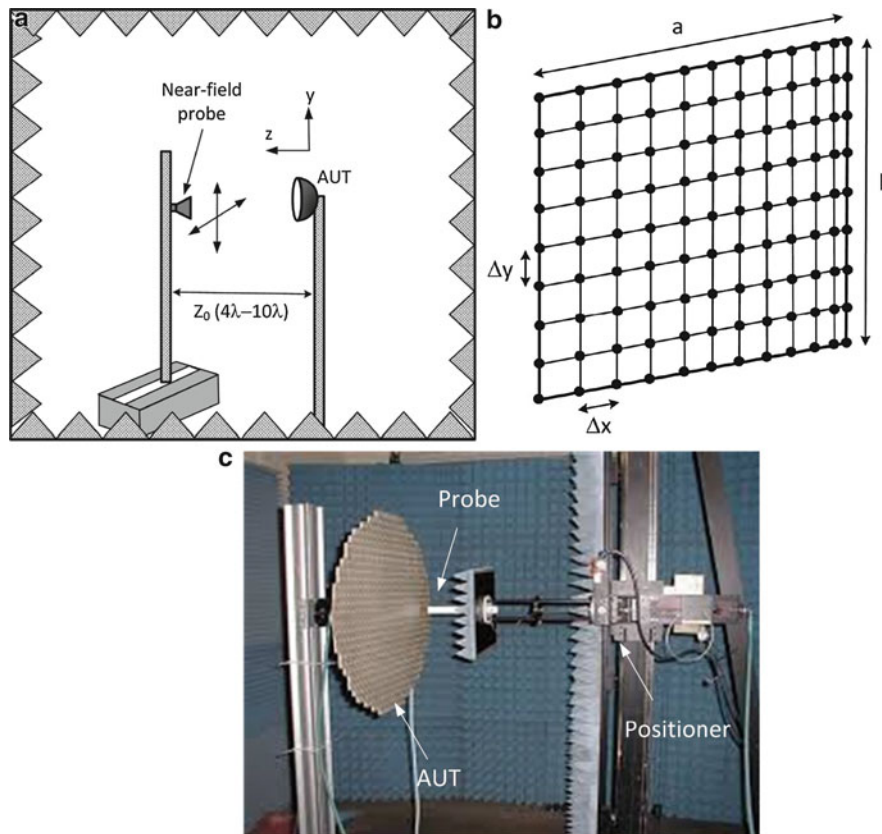 a
Near-field
probe
y
z
AUT
Z₀ (4λ–10λ)
b
a
Δy
Δx
c
Probe
Positioner
AUT